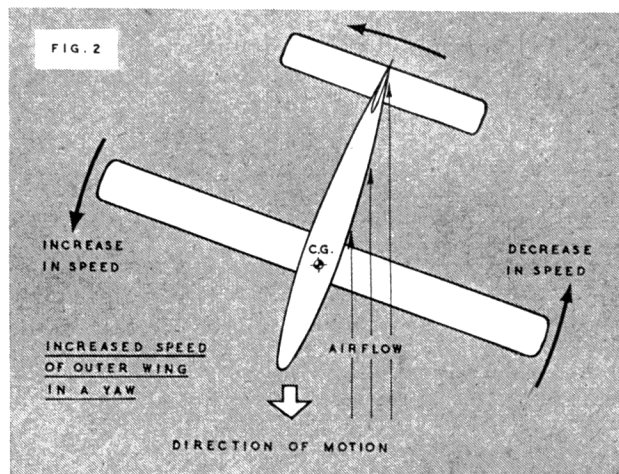 FIG. 2
C.G.
INCREASE
IN SPEED
DECREASE
IN SPEED
INCREASED SPEED
OF OUTER WING
IN A YAW
AIRFLOW
DIRECTION OF MOTION